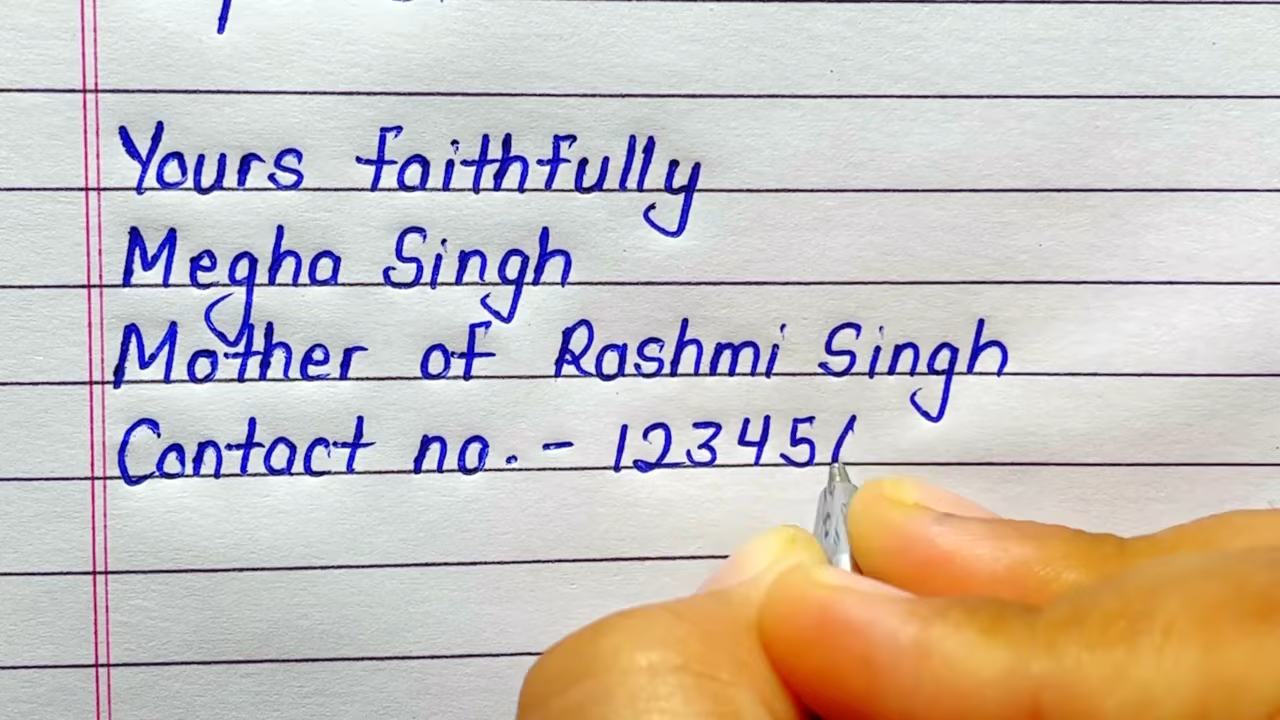 Yours faithfully
Megha Singh
Mother of Rashmi Singh
Contact no. - 12345